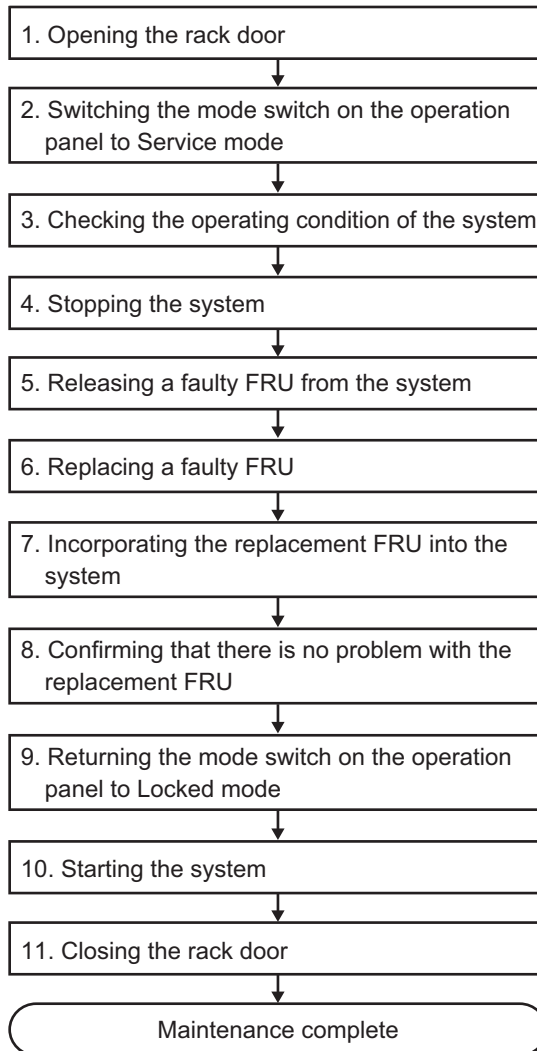 1. Opening the rack door
2. Switching the mode switch on the operation
panel to Service mode
3. Checking the operating condition of the system
4. Stopping the system
5. Releasing a faulty FRU from the system
6. Replacing a faulty FRU
7. Incorporating the replacement FRU into the
system
8. Confirming that there is no problem with the
replacement FRU
9. Returning the mode switch on the operation
panel to Locked mode
10. Starting the system
11. Closing the rack door
Maintenance complete